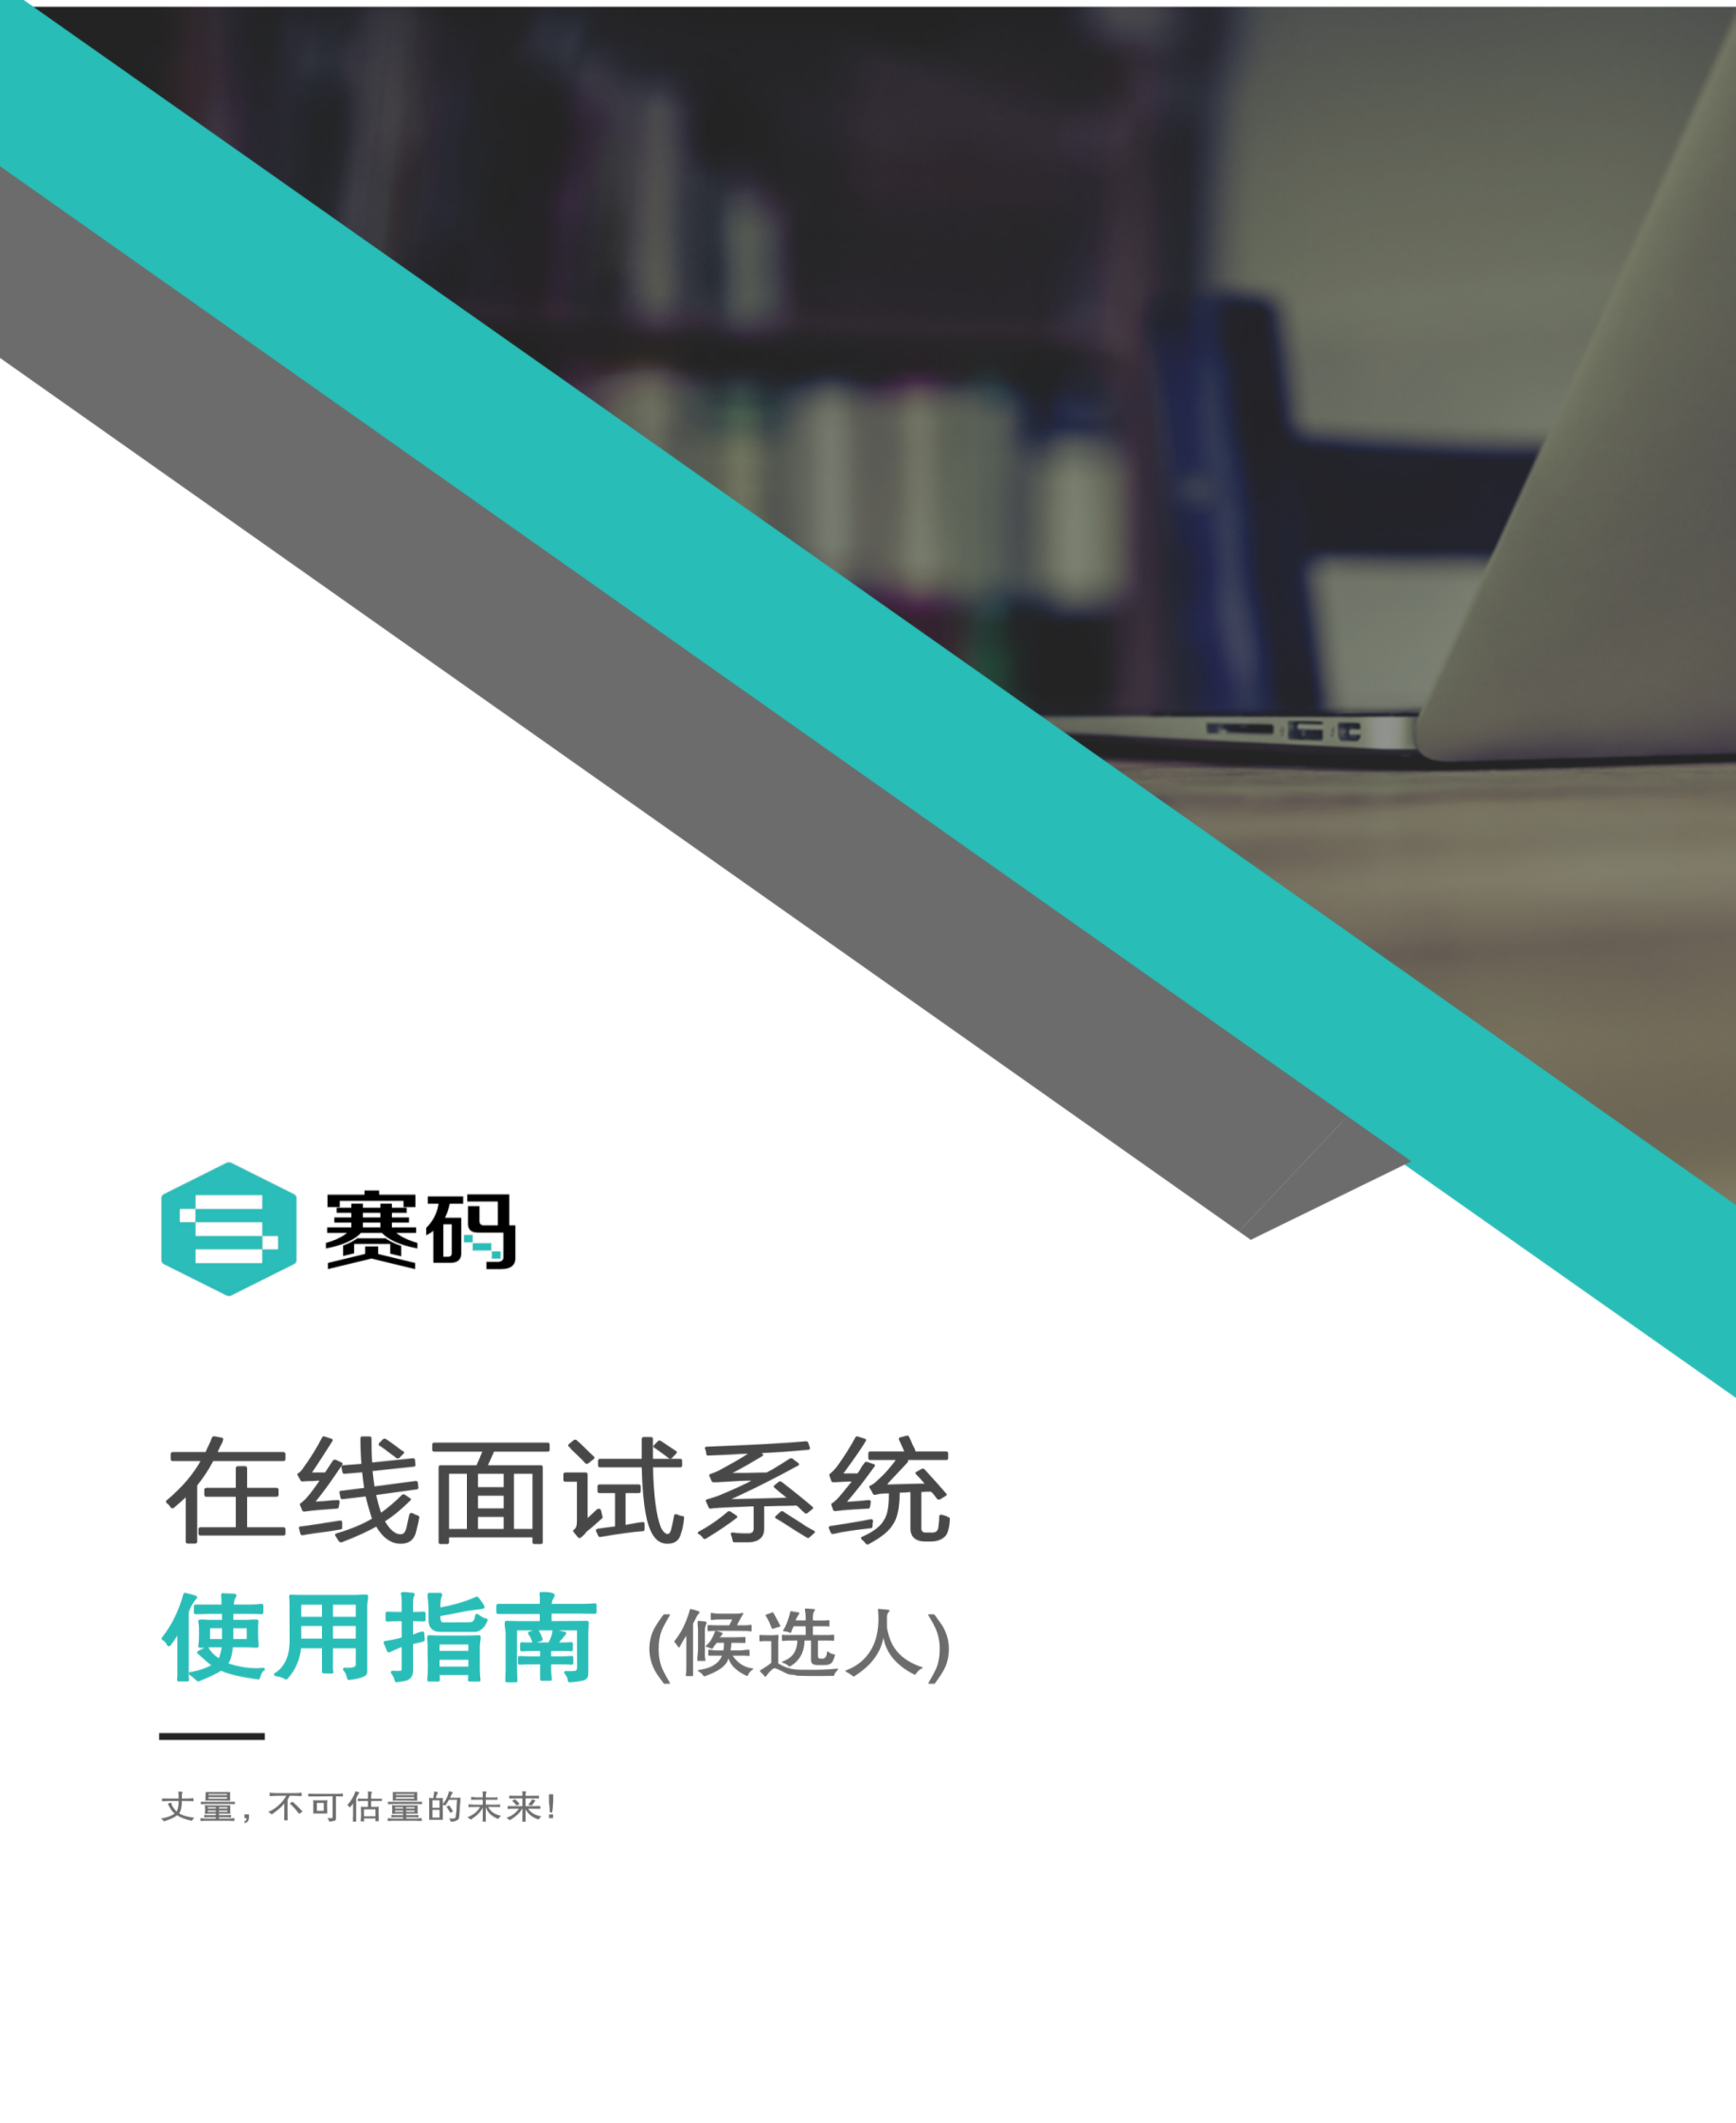 赛码
在线面试系统
使用指南 (候选人)
丈量，不可估量的未来!